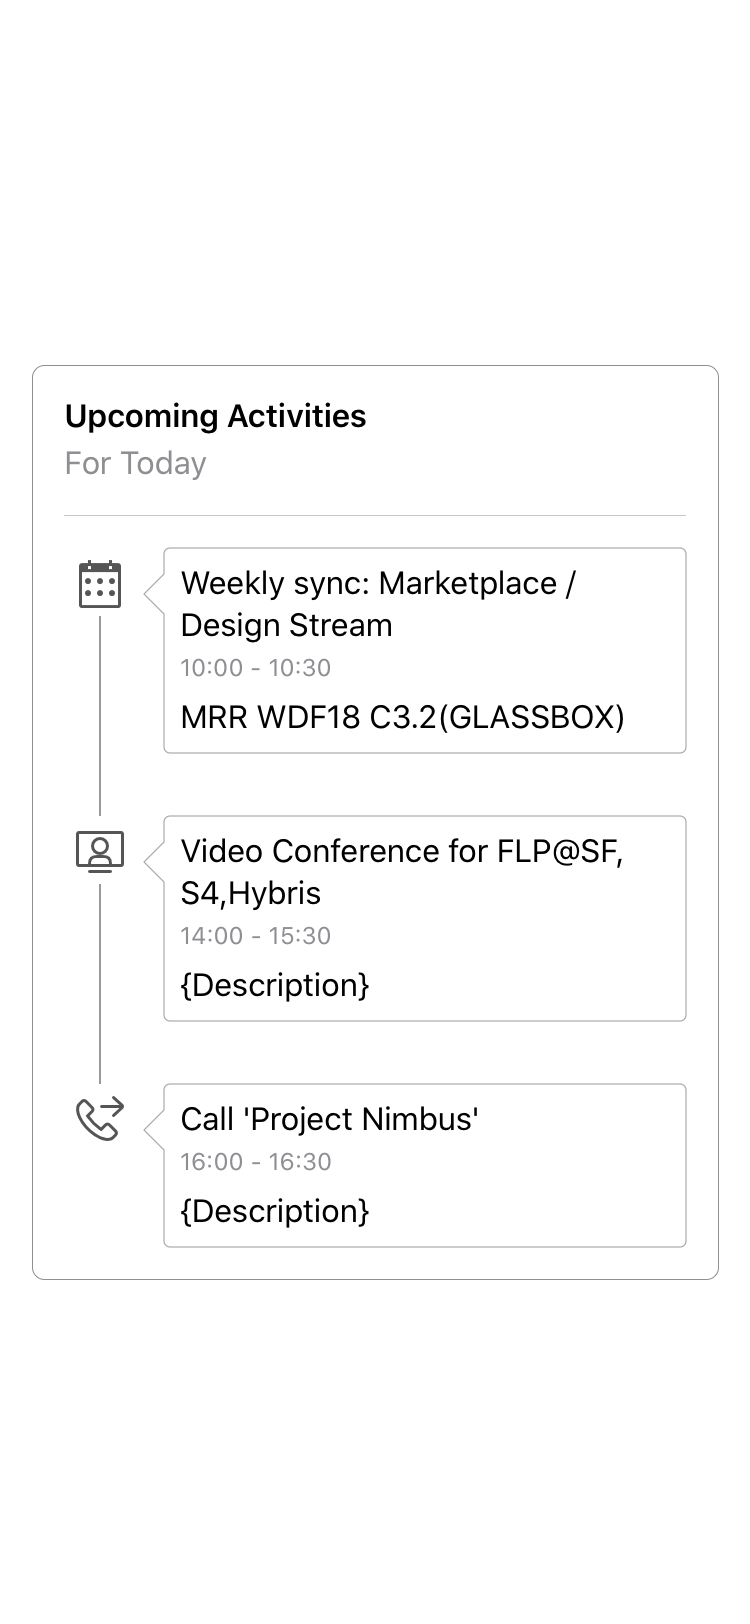 Upcoming Activities
For Today
Weekly sync: Marketplace /
Design Stream
10:00 - 10:30
MRR WDF18 C3.2(GLASSBOX)
Video Conference for FLP@SF,
S4,Hybris
14:00 - 15:30
{Description}
Call 'Project Nimbus'
16:00 - 16:30
{Description}